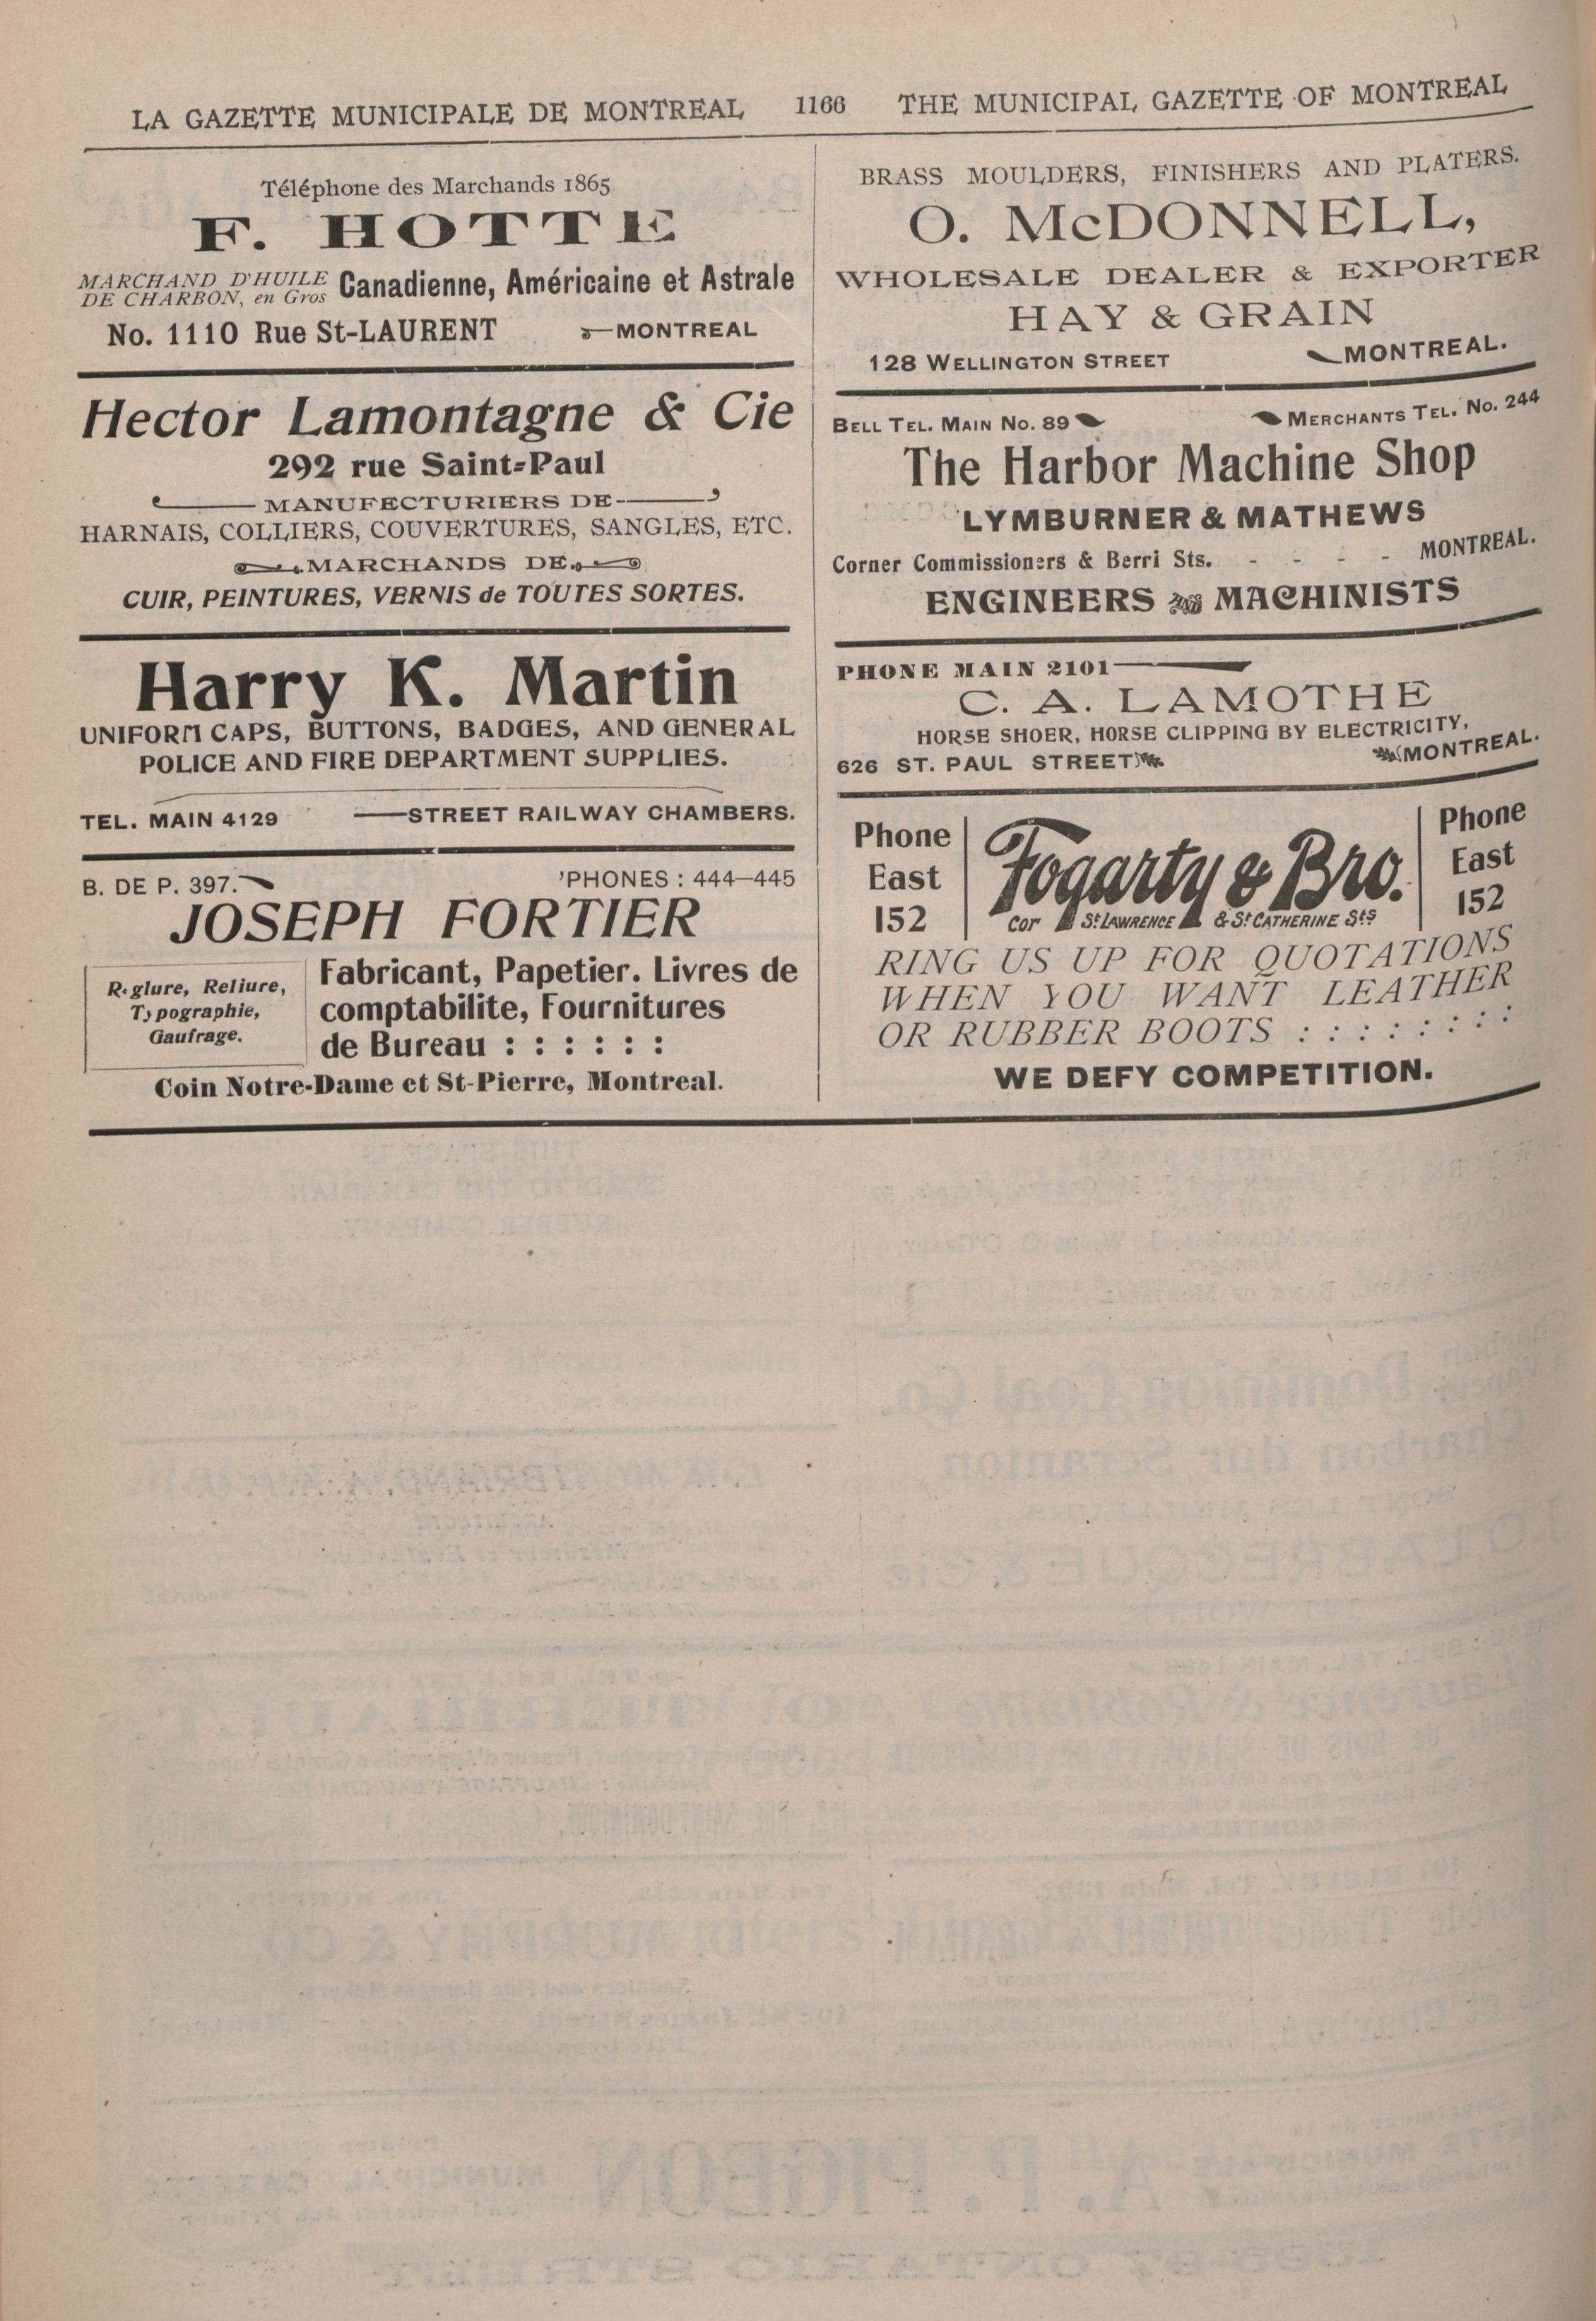 LA GAZETTE MUNICIPALE DE MONTREAL 1166 THE MUNICIPAL GAZETTE OF MONTREAL
Téléphone des Marchands 1865
F. HOTTE
MARCHAND D'HUILE
DE CHARBON, en Gros
Canadienne, Américaine et Astrale
No. 1110 Rue St-LAURENT MONTREAL
Hector Lamontagne & Cie
292 rue Saint-Paul
MANUFECTURIERS DE
HARNAIS, COLLIERS, COUVERTURES, SANGLES, ETC.
MARCHANDS DE
CUIR, PEINTURES, VERNIS de TOUTES SORTES.
Harry K. Martin
UNIFORM CAPS, BUTTONS, BADGES, AND GENERAL
POLICE AND FIRE DEPARTMENT SUPPLIES.
TEL. MAIN 4129 —STREET RAILWAY CHAMBERS.
B. DE P. 397. 'PHONES : 444—445
JOSEPH FORTIER
Reglure, Reliure,
Typographie,
Gaufrage.
Fabricant, Papetier. Livres de
comptabilite, Fournitures
de Bureau : : : : : :
Coin Notre-Dame et St-Pierre, Montreal.
BRASS MOULDERS, FINISHERS AND PLATERS.
O. McDONNELL,
WHOLESALE DEALER & EXPORTER
HAY & GRAIN
128 WELLINGTON STREET MONTREAL.
BELL TEL. MAIN No. 89 MERCHANTS TEL. No. 244
The Harbor Machine Shop
LYMBURNER & MATHEWS
Corner Commissioners & Berri Sts. - - - - MONTREAL.
ENGINEERS and MACHINISTS
PHONE MAIN 2101
C. A. LAMOTHE
HORSE SHOER, HORSE CLIPPING BY ELECTRICITY,
626 ST. PAUL STREET MONTREAL.
Phone
East
152
Fogarty & Bro.
Cor St LAWRENCE & St CATHERINE Sts
Phone
East
152
RING US UP FOR QUOTATIONS
WHEN YOU WANT LEATHER
OR RUBBER BOOTS : : : : : : : :
WE DEFY COMPETITION.